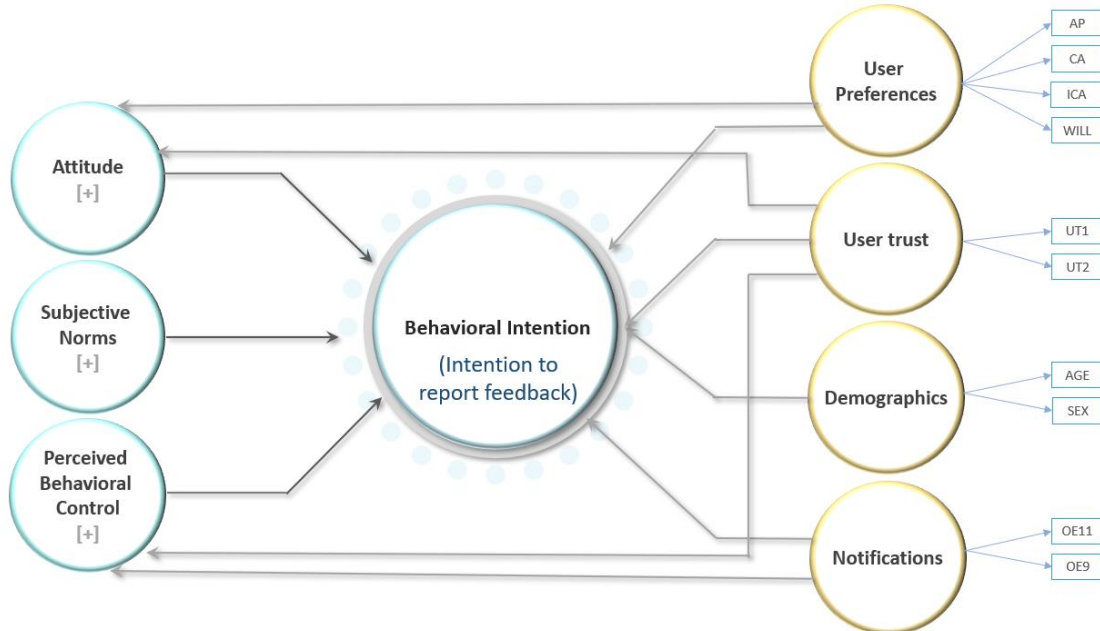 Attitude
[+]
Subjective
Norms
[+]
Perceived
Behavioral
Control
[+]
Behavioral Intention
(Intention to
report feedback)
User
Preferences
User trust
Demographics
Notifications
AP
CA
ICA
WILL
UT1
UT2
AGE
SEX
OE11
OE9